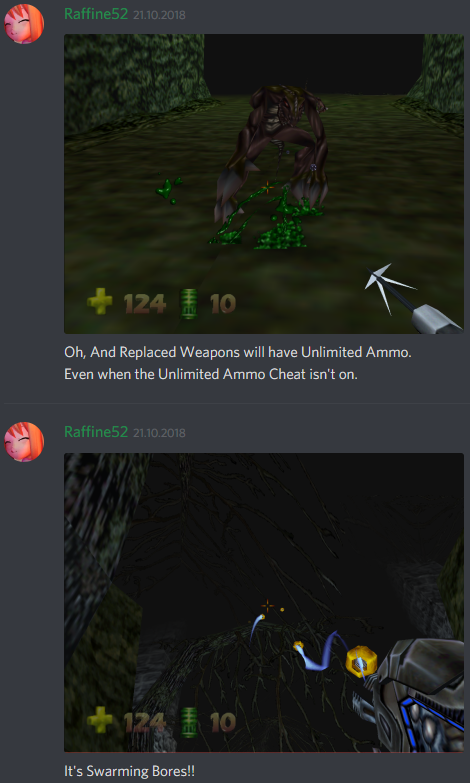 Raffine52 21.10.2018
124 10
Oh, And Replaced Weapons will have Unlimited Ammo.
Even when the Unlimited Ammo Cheat isn't on.
Raffine52 21.10.2018
124 10
It's Swarming Bores!!